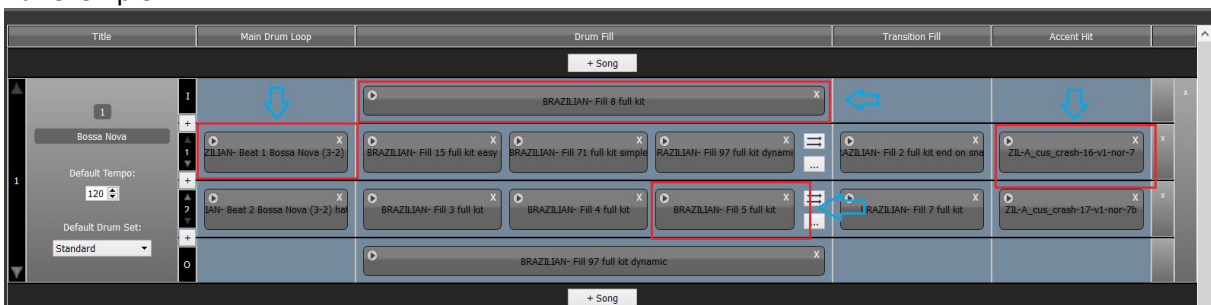 Title Main Drum Loop Drum Fill Transition Fill Accent Hit
+ Song
I BRAZILIAN- Fill 8 full kit X
1
Bossa Nova
Default Tempo:
120
Default Drum Set:
Standard
1
+
1 ZILIAN- Beat 1 Bossa Nova (3-2) X BRAZILIAN- Fill 15 full kit easy X BRAZILIAN- Fill 71 full kit simple X RAZILIAN- Fill 97 full kit dynami X ... RAZILIAN- Fill 2 full kit end on sna X ZIL-A_cus_crash-16-v1-nor-7 X x
+
2 IAN- Beat 2 Bossa Nova (3-2) hat X BRAZILIAN- Fill 3 full kit X BRAZILIAN- Fill 4 full kit X BRAZILIAN- Fill 5 full kit X ... BRAZILIAN- Fill 7 full kit X ZIL-A_cus_crash-17-v1-nor-7b X x
+
O BRAZILIAN- Fill 97 full kit dynamic X
x
+ Song